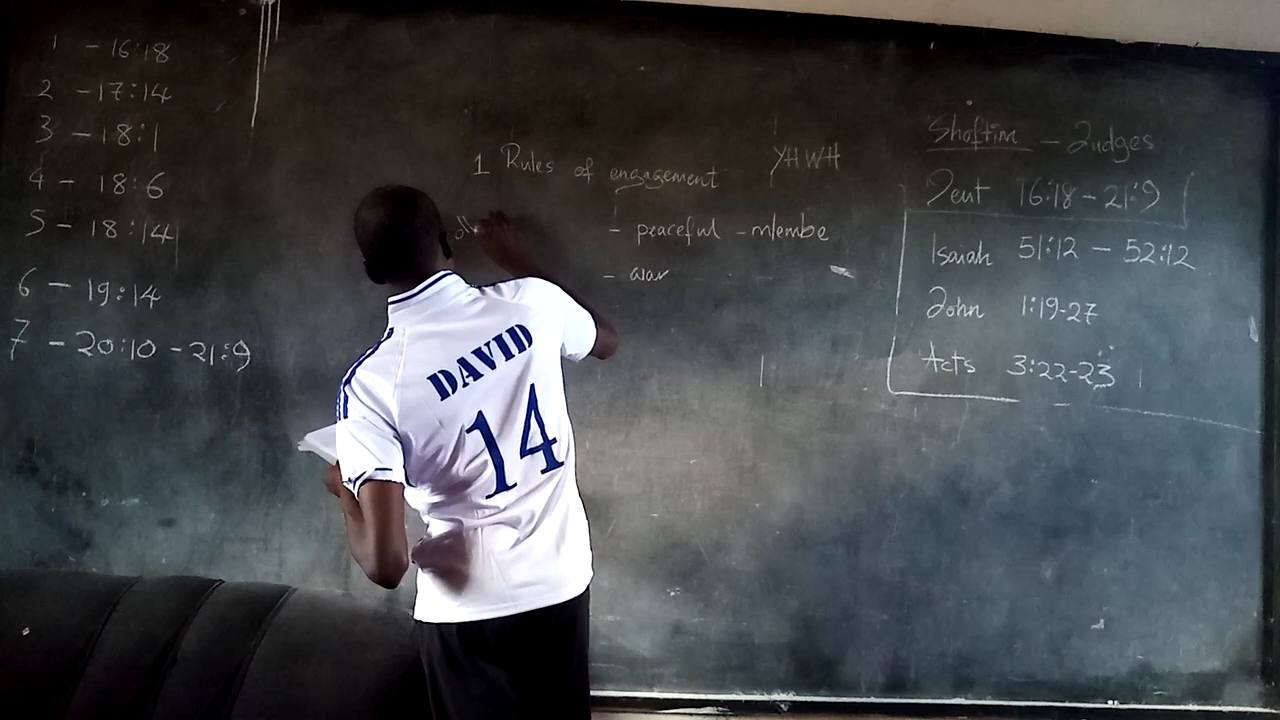 1 - 16:18
2 - 17:14
3 - 18:1
4 - 18:6
5 - 18:14
6 - 19:14
7 - 20:10 - 21:9
1 Rules of engagement YHWH
- peaceful - mlembe
- war
Shoftim - Judges
Deut 16:18 - 21:9
Isaiah 51:12 - 52:12
John 1:19-27
Acts 3:22-23
DAVID
14